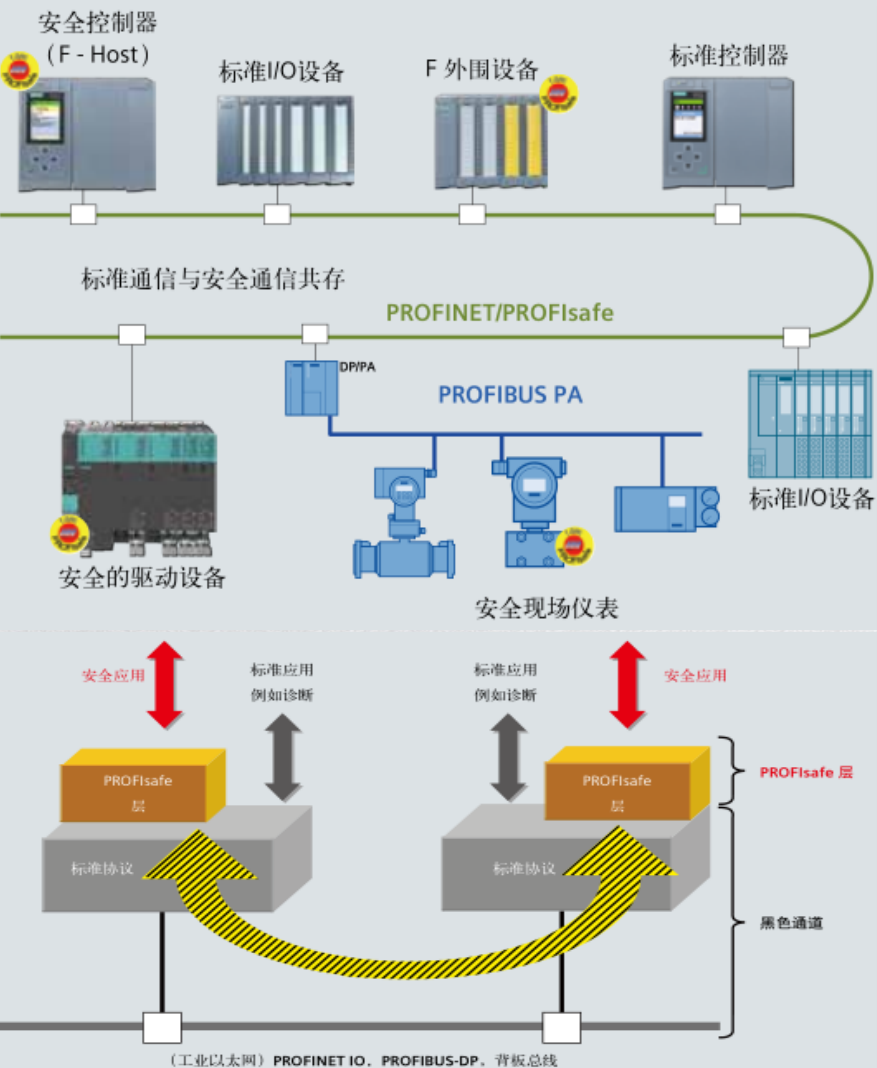 安全控制器
（F - Host）
标准I/O设备
F 外围设备
标准控制器
标准通信与安全通信共存
PROFINET/PROFIsafe
DP/PA
PROFIBUS PA
标准I/O设备
安全的驱动设备
安全现场仪表
安全应用
标准应用
例如诊断
标准应用
例如诊断
安全应用
PROFIsafe
层
PROFIsafe
层
PROFIsafe 层
标准协议
标准协议
黑色通道
（工业以太网）PROFINET IO，PROFIBUS-DP，背板总线